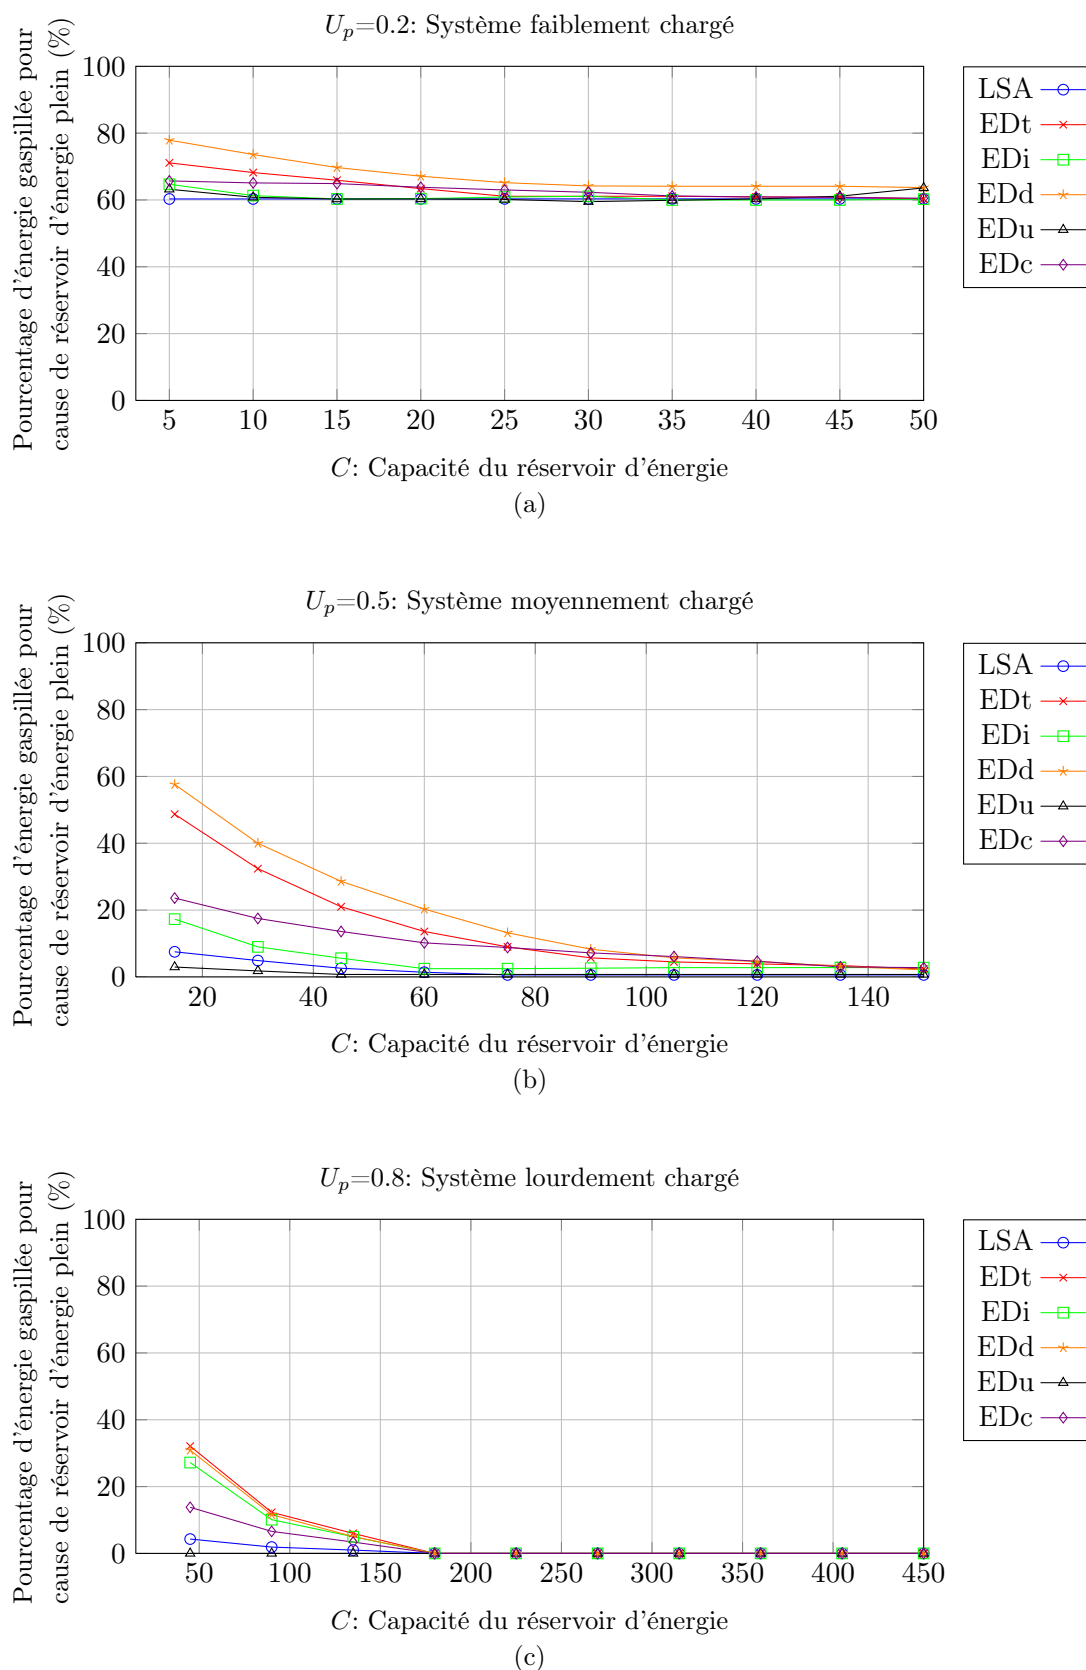 U_p=0.2: Système faiblement chargé
Pourcentage d'énergie gaspillée pour
cause de réservoir d'énergie plein (%)
100
80
60
40
20
0
5 10 15 20 25 30 35 40 45 50
C: Capacité du réservoir d'énergie
(a)
LSA
EDt
EDi
EDd
EDu
EDc
U_p=0.5: Système moyennement chargé
Pourcentage d'énergie gaspillée pour
cause de réservoir d'énergie plein (%)
100
80
60
40
20
0
20 40 60 80 100 120 140
C: Capacité du réservoir d'énergie
(b)
LSA
EDt
EDi
EDd
EDu
EDc
U_p=0.8: Système lourdement chargé
Pourcentage d'énergie gaspillée pour
cause de réservoir d'énergie plein (%)
100
80
60
40
20
0
50 100 150 200 250 300 350 400 450
C: Capacité du réservoir d'énergie
(c)
LSA
EDt
EDi
EDd
EDu
EDc